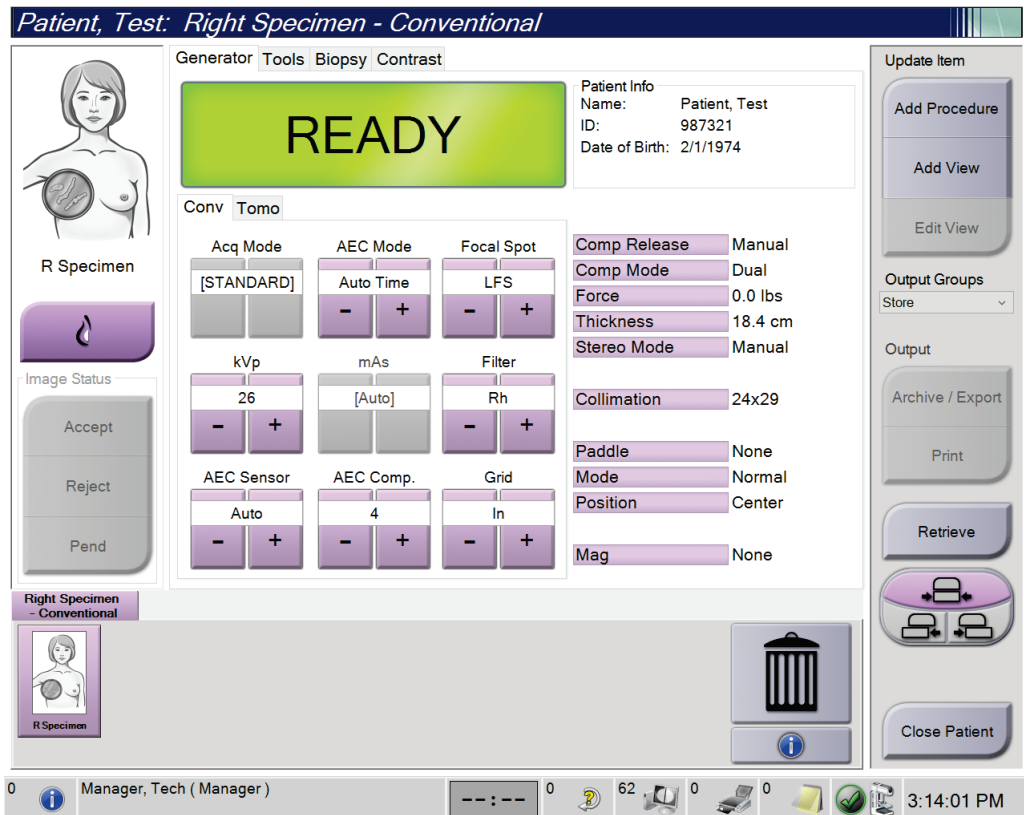 Patient, Test: Right Specimen - Conventional
Generator Tools Biopsy Contrast
READY
Patient Info
Name: Patient, Test
ID: 987321
Date of Birth: 2/1/1974
R Specimen
Image Status
Accept
Reject
Pend
Conv Tomo
Acq Mode AEC Mode Focal Spot
[STANDARD] Auto Time LFS
- + - +
kVp mAs Filter
26 [Auto] Rh
- + - +
AEC Sensor AEC Comp. Grid
Auto 4 In
- + - + - +
Comp Release Manual
Comp Mode Dual
Force 0.0 lbs
Thickness 18.4 cm
Stereo Mode Manual
Collimation 24x29
Paddle None
Mode Normal
Position Center
Mag None
Update Item
Add Procedure
Add View
Edit View
Output Groups
Store
Output
Archive / Export
Print
Retrieve
Close Patient
Right Specimen
- Conventional
R Specimen
i
0 i Manager, Tech ( Manager ) --:-- 0 ? 62 0 0 3:14:01 PM